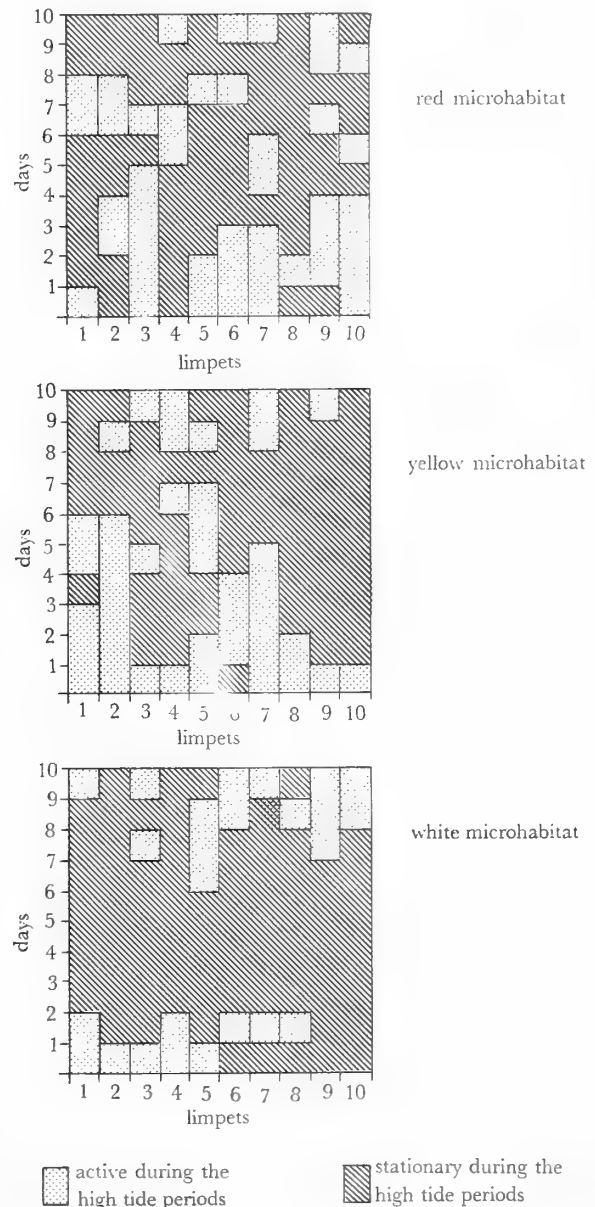 10
9
8
7
6
5
4
3
2
1
days
1 2 3 4 5 6 7 8 9 10
limpets
red microhabitat
10
9
8
7
6
5
4
3
2
1
days
1 2 3 4 5 7 8 9 10
limpets
yellow microhabitat
10
9
8
7
6
5
4
3
2
1
days
1 2 3 4 5 6 7 8 9 10
limpets
white microhabitat
active during the
high tide periods
stationary during the
high tide periods